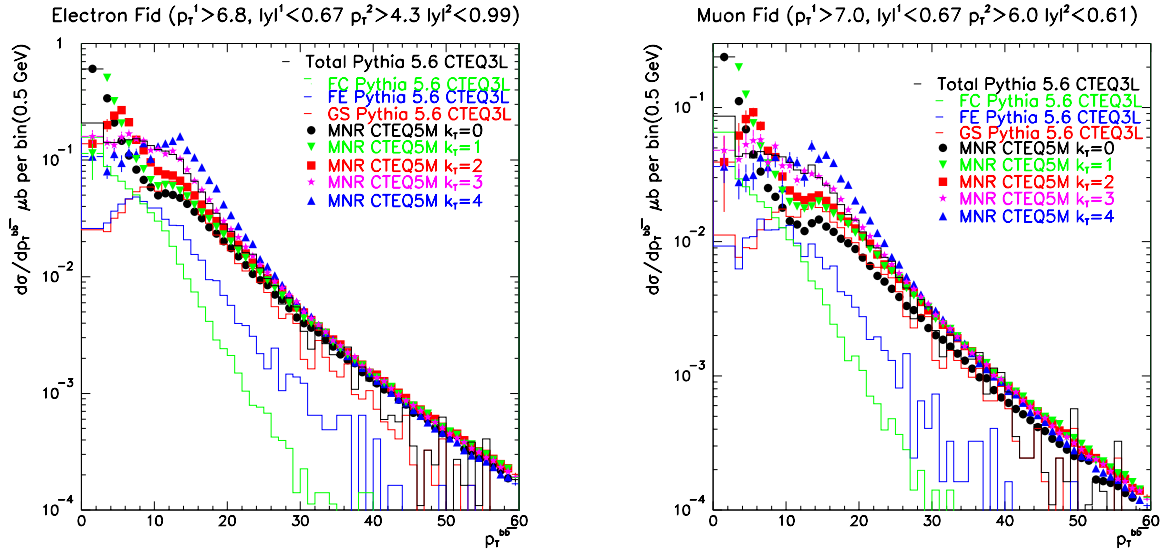 Electron Fid (p_T^1>6.8, |y|^1<0.67 p_T^2>4.3 |y|^2<0.99)
dσ/dp_T^bb̅ μb per bin(0.5 GeV)
1
10^-1
10^-2
10^-3
10^-4
Total Pythia 5.6 CTEQ3L
FC Pythia 5.6 CTEQ3L
FE Pythia 5.6 CTEQ3L
GS Pythia 5.6 CTEQ3L
MNR CTEQ5M k_T=0
MNR CTEQ5M k_T=1
MNR CTEQ5M k_T=2
MNR CTEQ5M k_T=3
MNR CTEQ5M k_T=4
0 10 20 30 40 50 60
p_T^bb̅
Muon Fid (p_T^1>7.0, |y|^1<0.67 p_T^2>6.0 |y|^2<0.61)
dσ/dp_T^bb̅ μb per bin(0.5 GeV)
10^-1
10^-2
10^-3
10^-4
Total Pythia 5.6 CTEQ3L
FC Pythia 5.6 CTEQ3L
FE Pythia 5.6 CTEQ3L
GS Pythia 5.6 CTEQ3L
MNR CTEQ5M k_T=0
MNR CTEQ5M k_T=1
MNR CTEQ5M k_T=2
MNR CTEQ5M k_T=3
MNR CTEQ5M k_T=4
0 10 20 30 40 50 60
p_T^bb̅